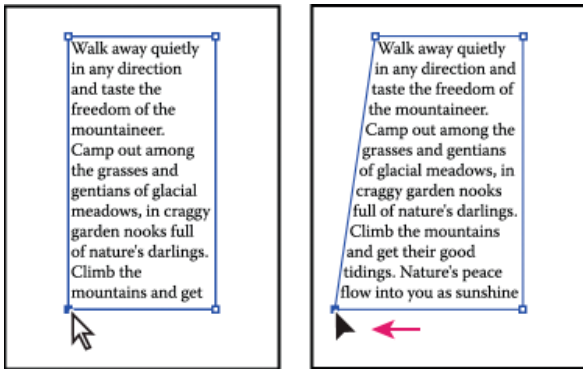 Walk away quietly
in any direction
and taste the
freedom of the
mountaineer.
Camp out among
the grasses and
gentians of glacial
meadows, in craggy
garden nooks full
of nature's darlings.
Climb the
mountains and get
Walk away quietly
in any direction and
taste the freedom of
the mountaineer.
Camp out among the
grasses and gentians
of glacial meadows, in
craggy garden nooks
full of nature's darlings.
Climb the mountains
and get their good
tidings. Nature's peace
flow into you as sunshine